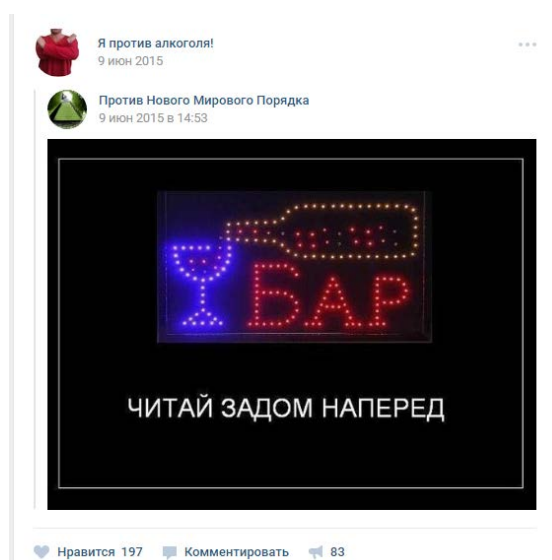 Я против алкоголя!
9 июн 2015
Против Нового Мирового Порядка
9 июн 2015 в 14:53
БАР
ЧИТАЙ ЗАДОМ НАПЕРЕД
Нравится 197 Комментировать 83